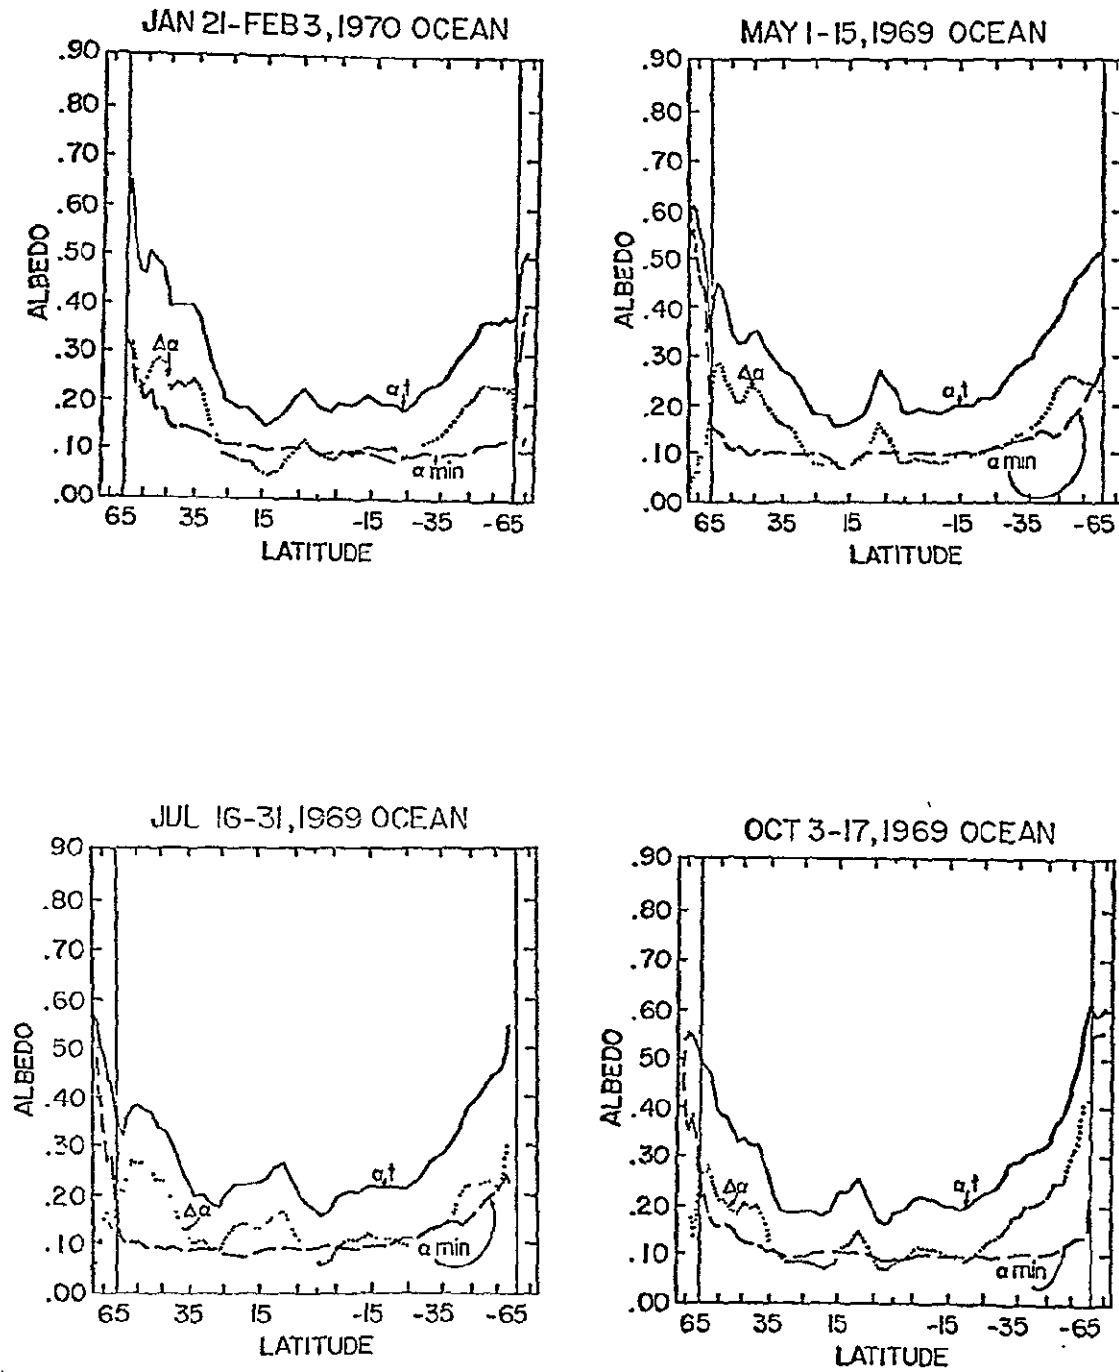 JAN 21-FEB 3, 1970 OCEAN
.90
.80
.70
.60
.50
.40
.30
.20
.10
.00
ALBEDO
Δα
α,t
α min
65 35 15 -15 -35 -65
LATITUDE
MAY 1-15, 1969 OCEAN
.90
.80
.70
.60
.50
.40
.30
.20
.10
.00
ALBEDO
Δα
α,t
α min
65 35 15 -15 -35 -65
LATITUDE
JUL 16-31, 1969 OCEAN
90
.80
.70
.60
50
.40
.30
.20
.10
.00
ALBEDO
Δα
α,t
α min
65 35 15 -15 -35 -65
LATITUDE
OCT 3-17, 1969 OCEAN
.90
.80
.70
.60
.50
.40
.30
.20
.10
.00
ALBEDO
Δα
α,t
α min
65 35 15 -15 -35 -65
LATITUDE